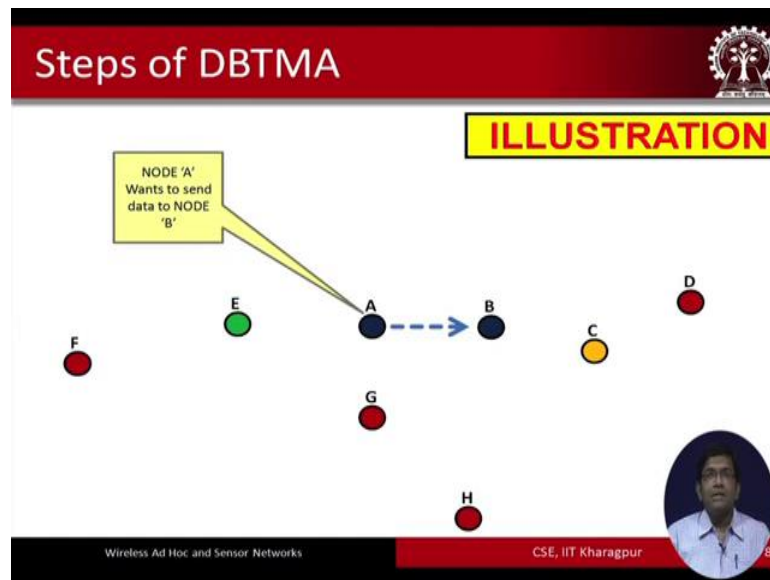 Steps of DBTMA
ILLUSTRATION
NODE 'A'
Wants to send
data to NODE
'B'
D
E
A
B
F
C
G
H
Wireless Ad Hoc and Sensor Networks
CSE, IIT Kharagpur
8